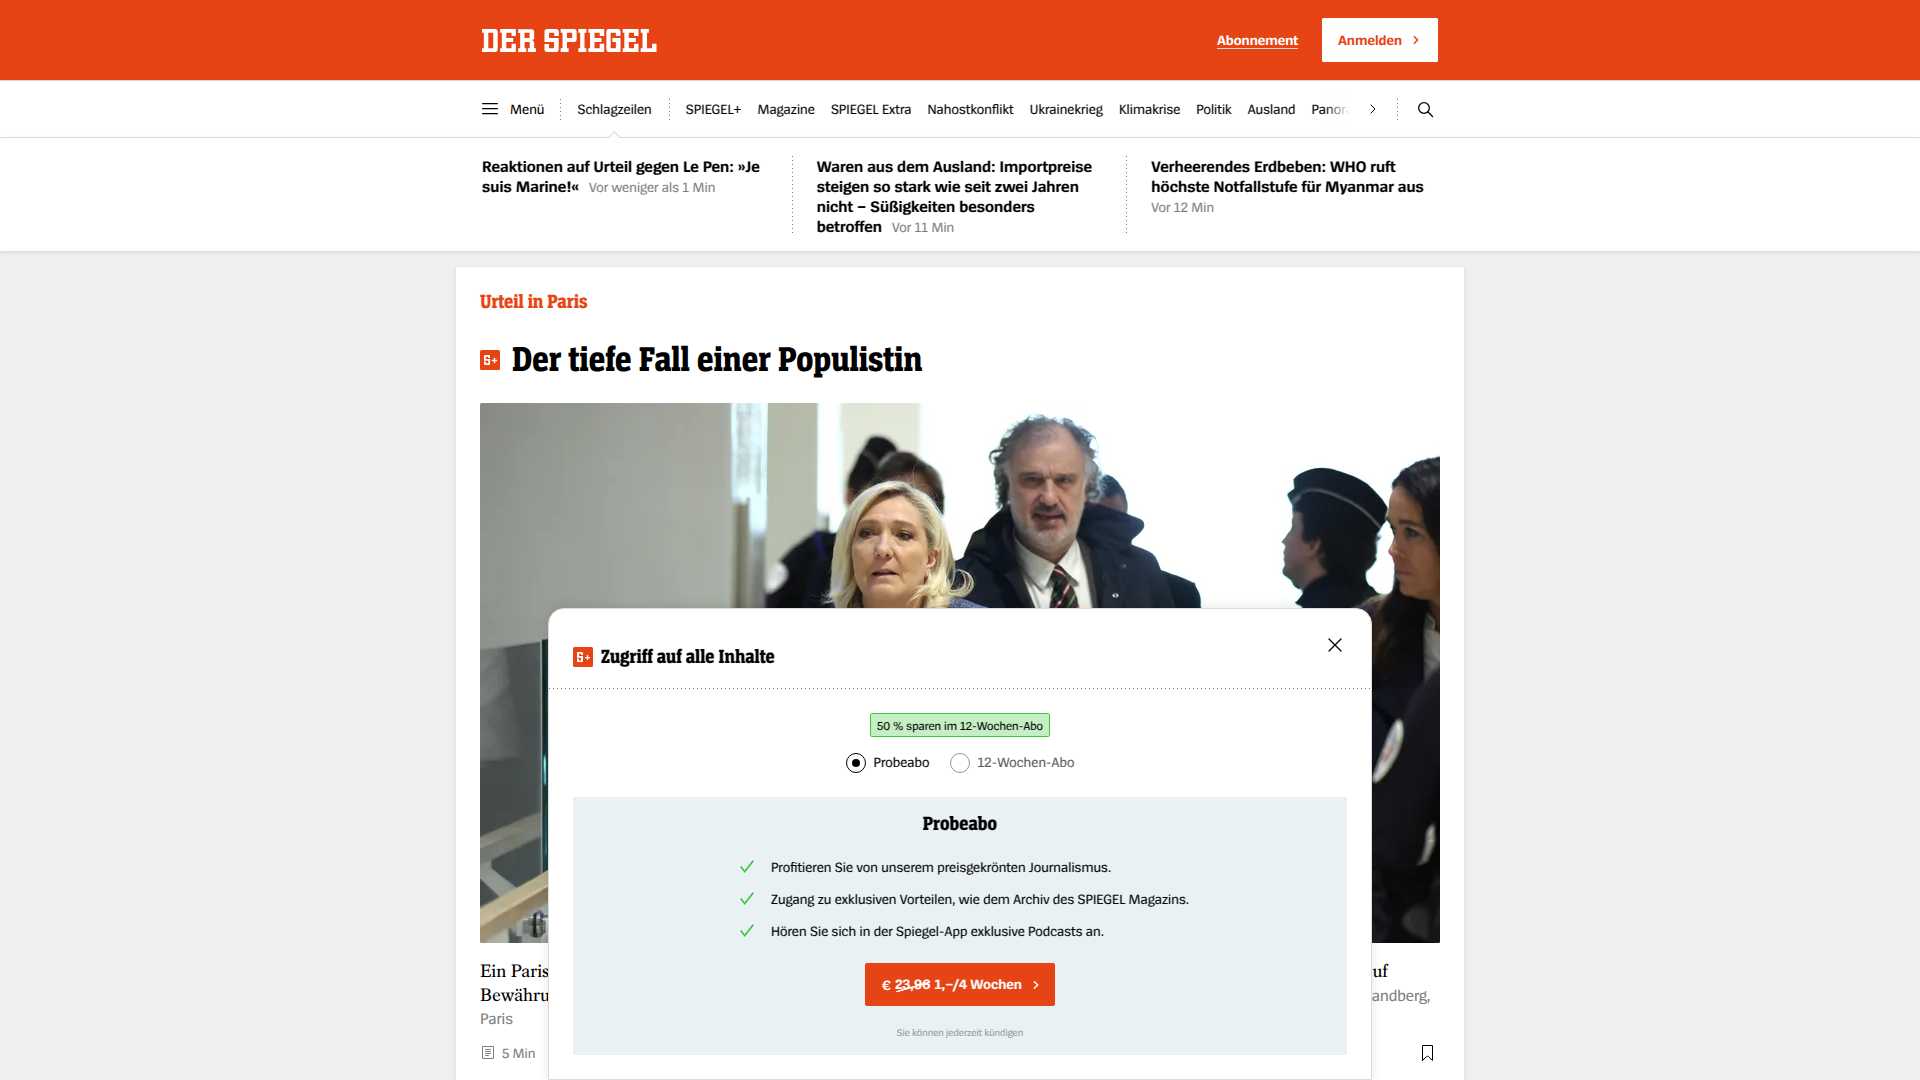 DER SPIEGEL
Abonnement
Anmelden
Menü
Schlagzeilen
SPIEGEL+
Magazine
SPIEGEL Extra
Nahostkonflikt
Ukrainekrieg
Klimakrise
Politik
Ausland
Panor
Reaktionen auf Urteil gegen Le Pen: »Je
suis Marine!« Vor weniger als 1 Min
Waren aus dem Ausland: Importpreise
steigen so stark wie seit zwei Jahren
nicht – Süßigkeiten besonders
betroffen Vor 11 Min
Verheerendes Erdbeben: WHO ruft
höchste Notfallstufe für Myanmar aus
Vor 12 Min
Urteil in Paris
S+ Der tiefe Fall einer Populistin
S+ Zugriff auf alle Inhalte
50 % sparen im 12-Wochen-Abo
Probeabo
12-Wochen-Abo
Probeabo
Profitieren Sie von unserem preisgekrönten Journalismus.
Zugang zu exklusiven Vorteilen, wie dem Archiv des SPIEGEL Magazins.
Hören Sie sich in der Spiegel-App exklusive Podcasts an.
€ 23,96 1,–/4 Wochen
Sie können jederzeit kündigen
Ein Paris
uf
Bewähru
andberg,
Paris
5 Min